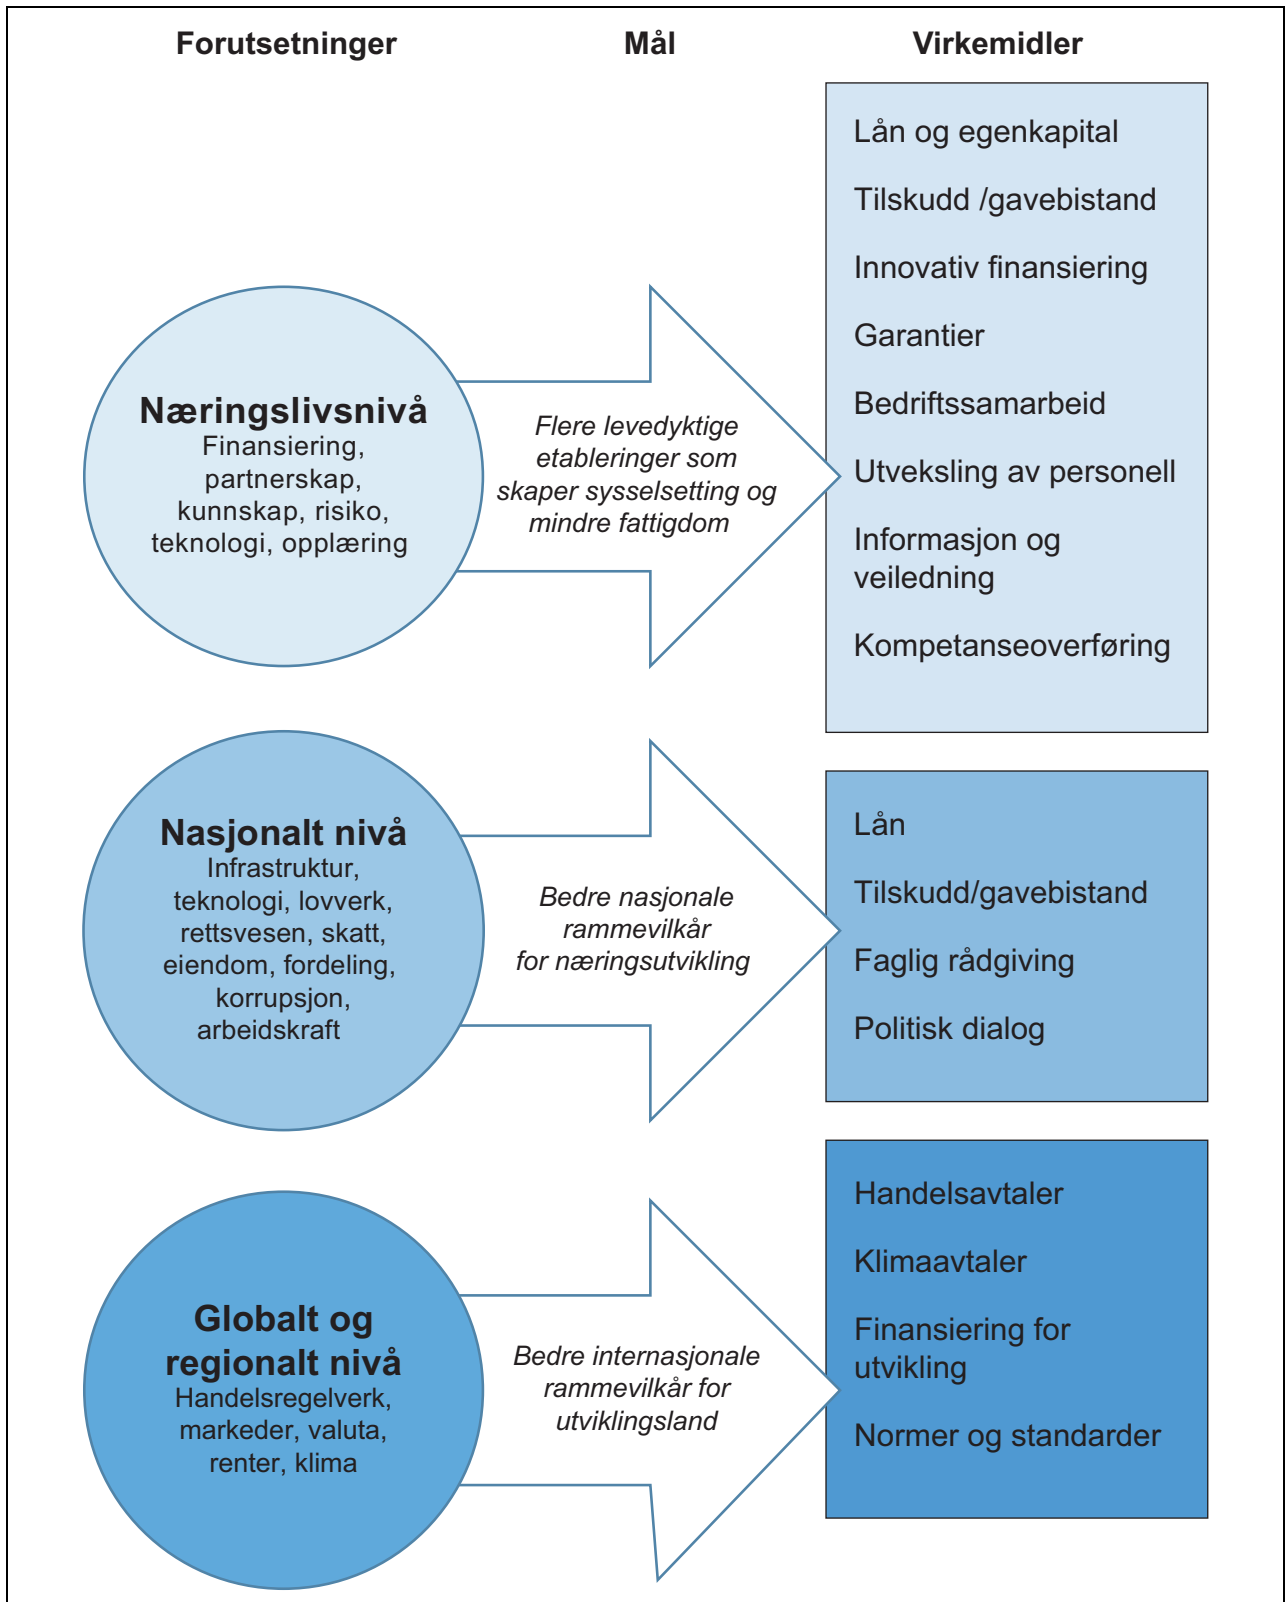 Forutsetninger
Mål
Virkemidler
Næringslivsnivå
Finansiering,
partnerskap,
kunnskap, risiko,
teknologi, opplæring
Flere levedyktige
etableringer som
skaper sysselsetting og
mindre fattigdom
Lån og egenkapital
Tilskudd /gavebistand
Innovativ finansiering
Garantier
Bedriftssamarbeid
Utveksling av personell
Informasjon og
veiledning
Kompetanseoverføring
Nasjonalt nivå
Infrastruktur,
teknologi, lovverk,
rettsvesen, skatt,
eiendom, fordeling,
korrupsjon,
arbeidskraft
Bedre nasjonale
rammevilkår
for næringsutvikling
Lån
Tilskudd/gavebistand
Faglig rådgiving
Politisk dialog
Globalt og
regionalt nivå
Handelsregelverk,
markeder, valuta,
renter, klima
Bedre internasjonale
rammevilkår for
utviklingsland
Handelsavtaler
Klimaavtaler
Finansiering for
utvikling
Normer og standarder